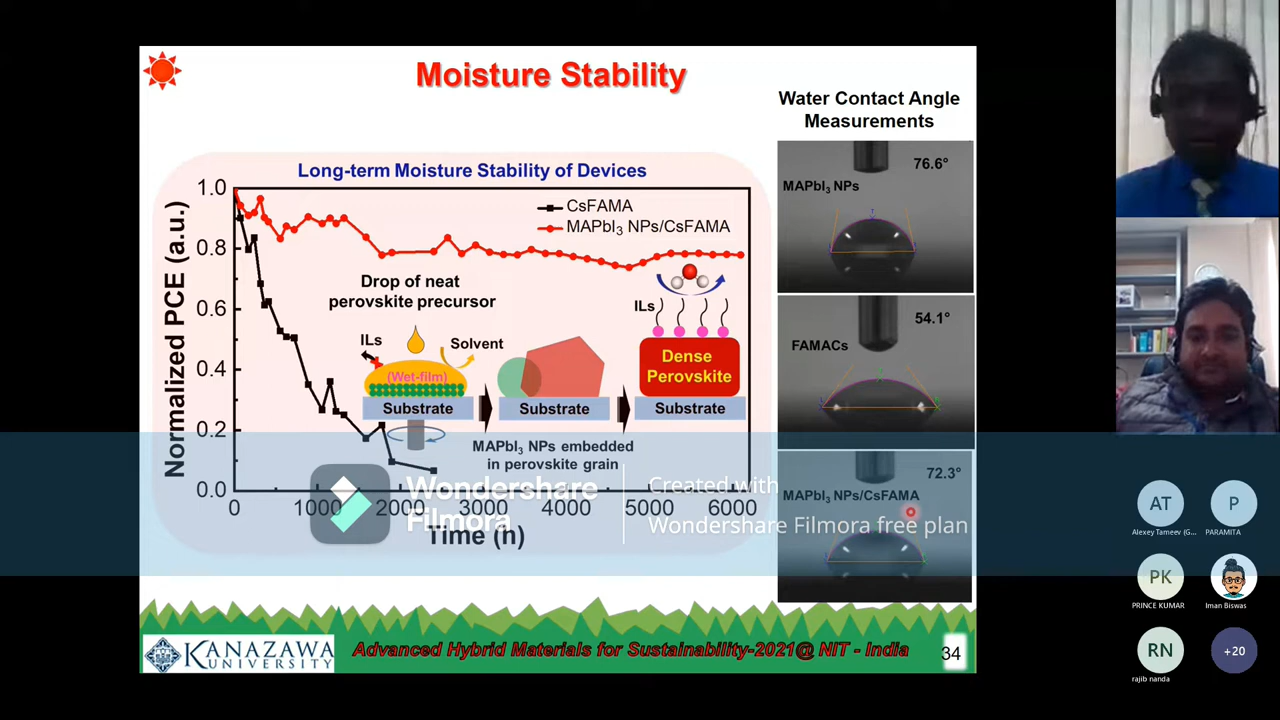 Moisture Stability
Water Contact Angle
Measurements
Long-term Moisture Stability of Devices
Normalized PCE (a.u.)
1.0
0.8
0.6
0.4
0.2
0.0
0
1000
2000
3000
4000
5000
6000
Time (h)
CsFAMA
MAPbI₃ NPs/CsFAMA
Drop of neat
perovskite precursor
ILs
Solvent
(Wet-film)
Substrate
Substrate
MAPbI₃ NPs embedded
in perovskite grain
ILs
Dense
Perovskite
Substrate
76.6°
MAPbI₃ NPs
54.1°
FAMACs
72.3°
MAPbI₃ NPs/CsFAMA
Wondershare
Filmora
Created with
Wondershare Filmora free plan
KANAZAWA
UNIVERSITY
Advanced Hybrid Materials for Sustainability-2021@ NIT - India
34
AT
Alexey Tameev (G...
P
PARAMITA
PK
PRINCE KUMAR
Iman Biswas
RN
rajib nanda
+20